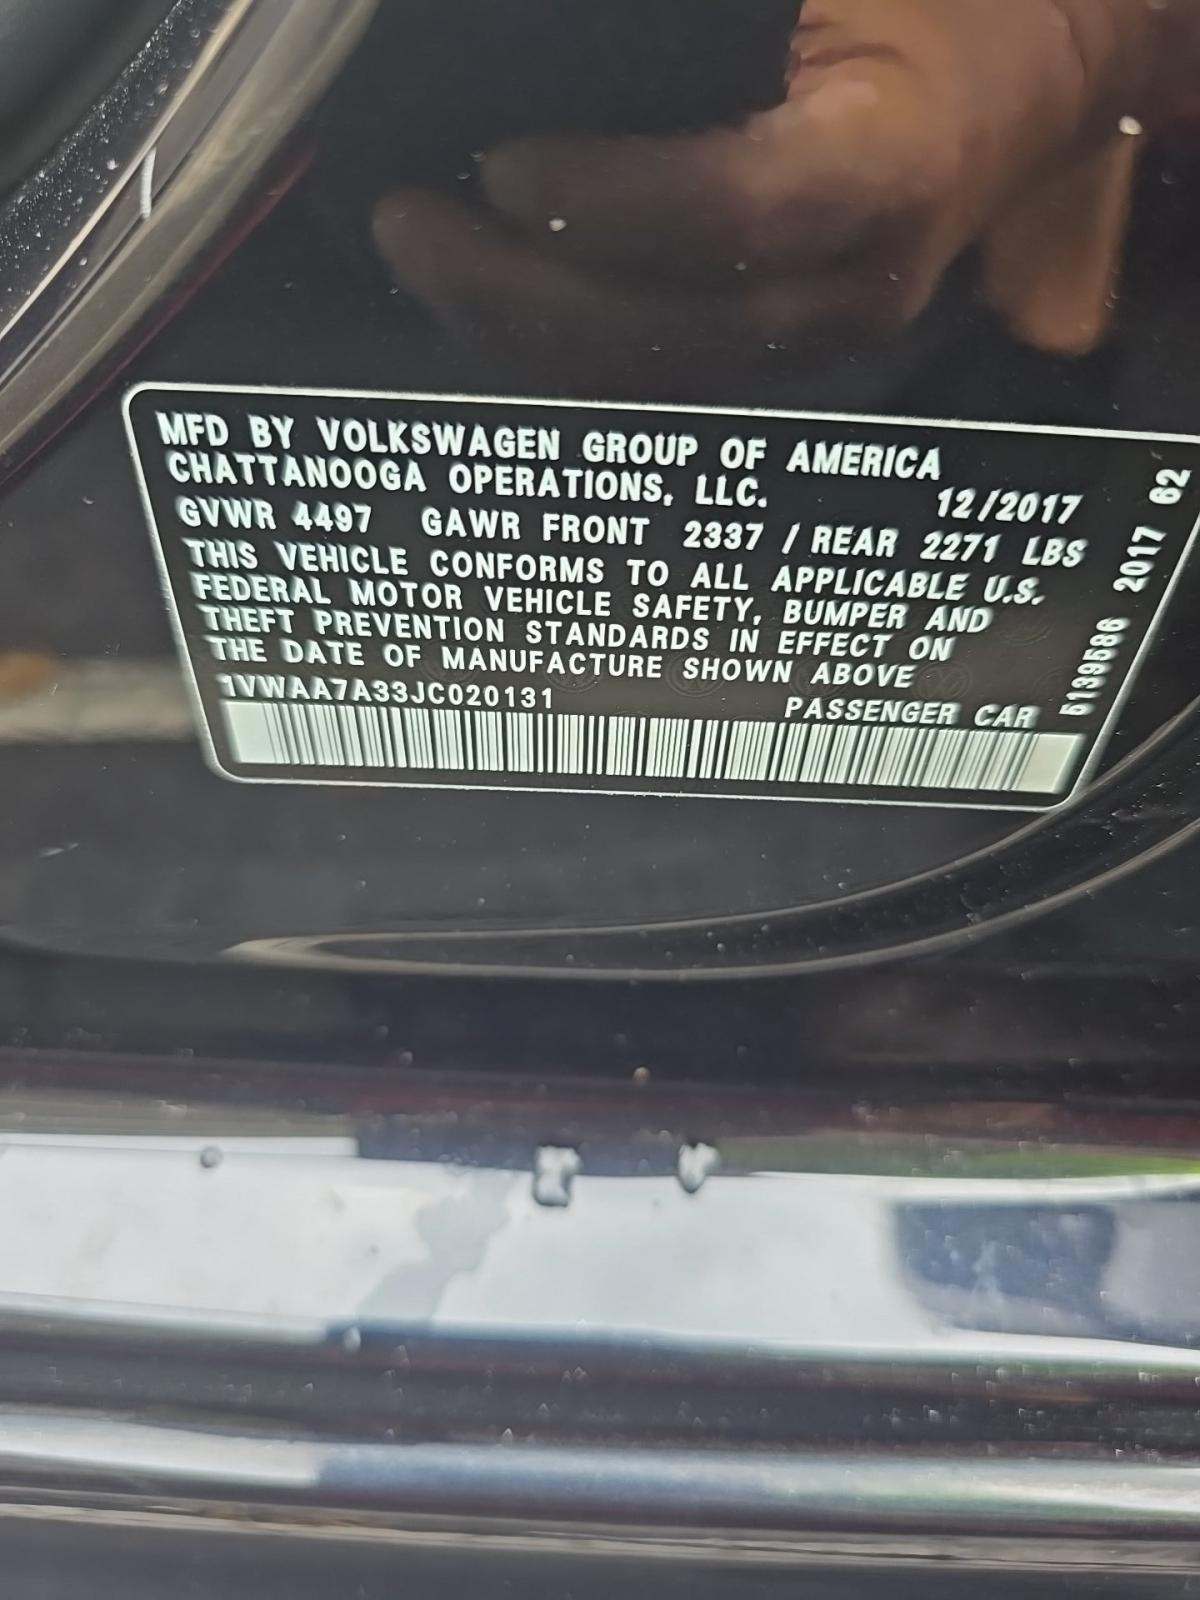 MFD BY VOLKSWAGEN GROUP OF AMERICA
CHATTANOOGA OPERATIONS, LLC. 12/2017
GVWR 4497 GAWR FRONT 2337 / REAR 2271 LBS
THIS VEHICLE CONFORMS TO ALL APPLICABLE U.S.
FEDERAL MOTOR VEHICLE SAFETY, BUMPER AND
THEFT PREVENTION STANDARDS IN EFFECT ON
THE DATE OF MANUFACTURE SHOWN ABOVE
1VWAA7A33JC020131 PASSENGER CAR
5139586 2017 62